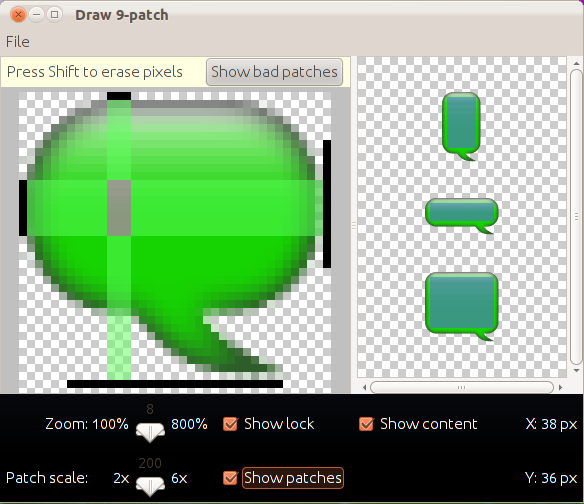 Draw 9-patch
File
Press Shift to erase pixels Show bad patches
8
Zoom: 100% 800% Show lock Show content X: 38 px
200
Patch scale: 2x 6x Show patches Y: 36 px